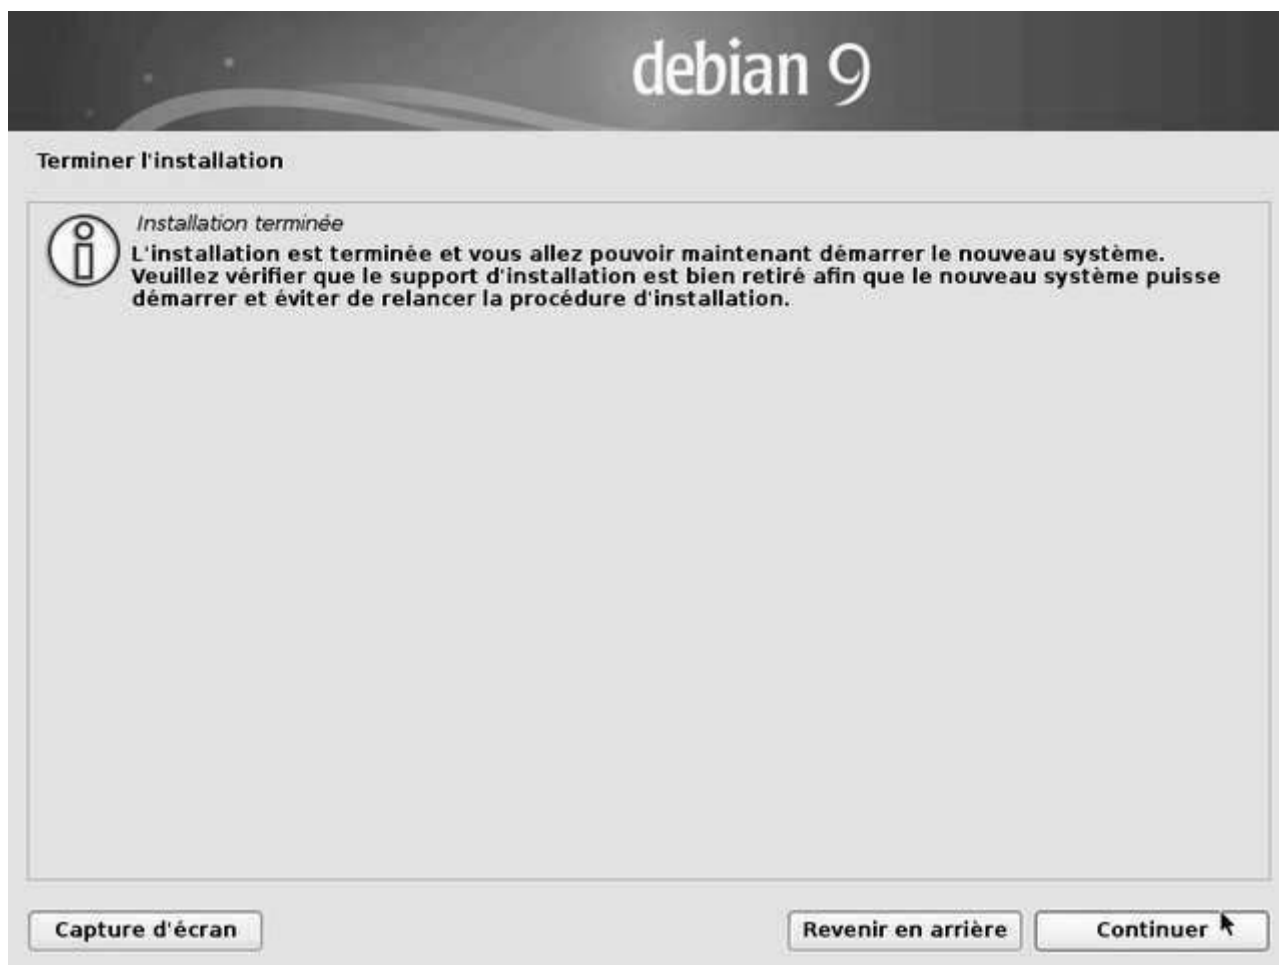 debian 9
Terminer l'installation
Installation terminée
L'installation est terminée et vous allez pouvoir maintenant démarrer le nouveau système.
Veuillez vérifier que le support d'installation est bien retiré afin que le nouveau système puisse
démarrer et éviter de relancer la procédure d'installation.
Capture d'écran
Revenir en arrière
Continuer